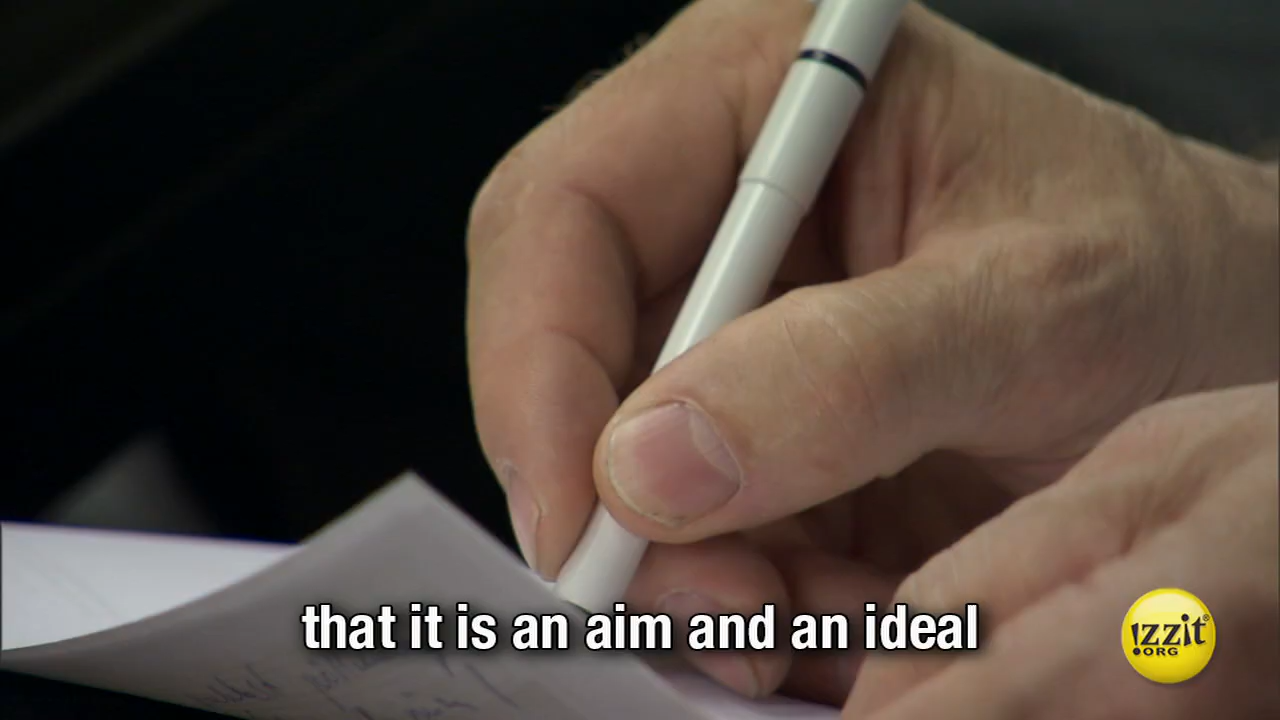 that it is an aim and an ideal
izzit®
.ORG